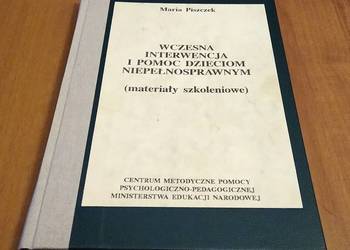 Maria Piszczek
WCZESNA
INTERWENCJA
I POMOC DZIECIOM
NIEPEŁNOSPRAWNYM
(materiały szkoleniowe)
CENTRUM METODYCZNE POMOCY
PSYCHOLOGICZNO-PEDAGOGICZNEJ
MINISTERSTWA EDUKACJI NARODOWEJ